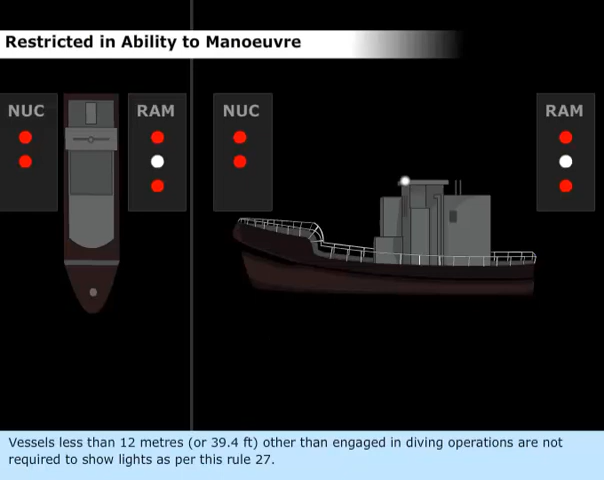 Restricted in Ability to Manoeuvre
NUC
RAM
NUC
RAM
Vessels less than 12 metres (or 39.4 ft) other than engaged in diving operations are not
required to show lights as per this rule 27.